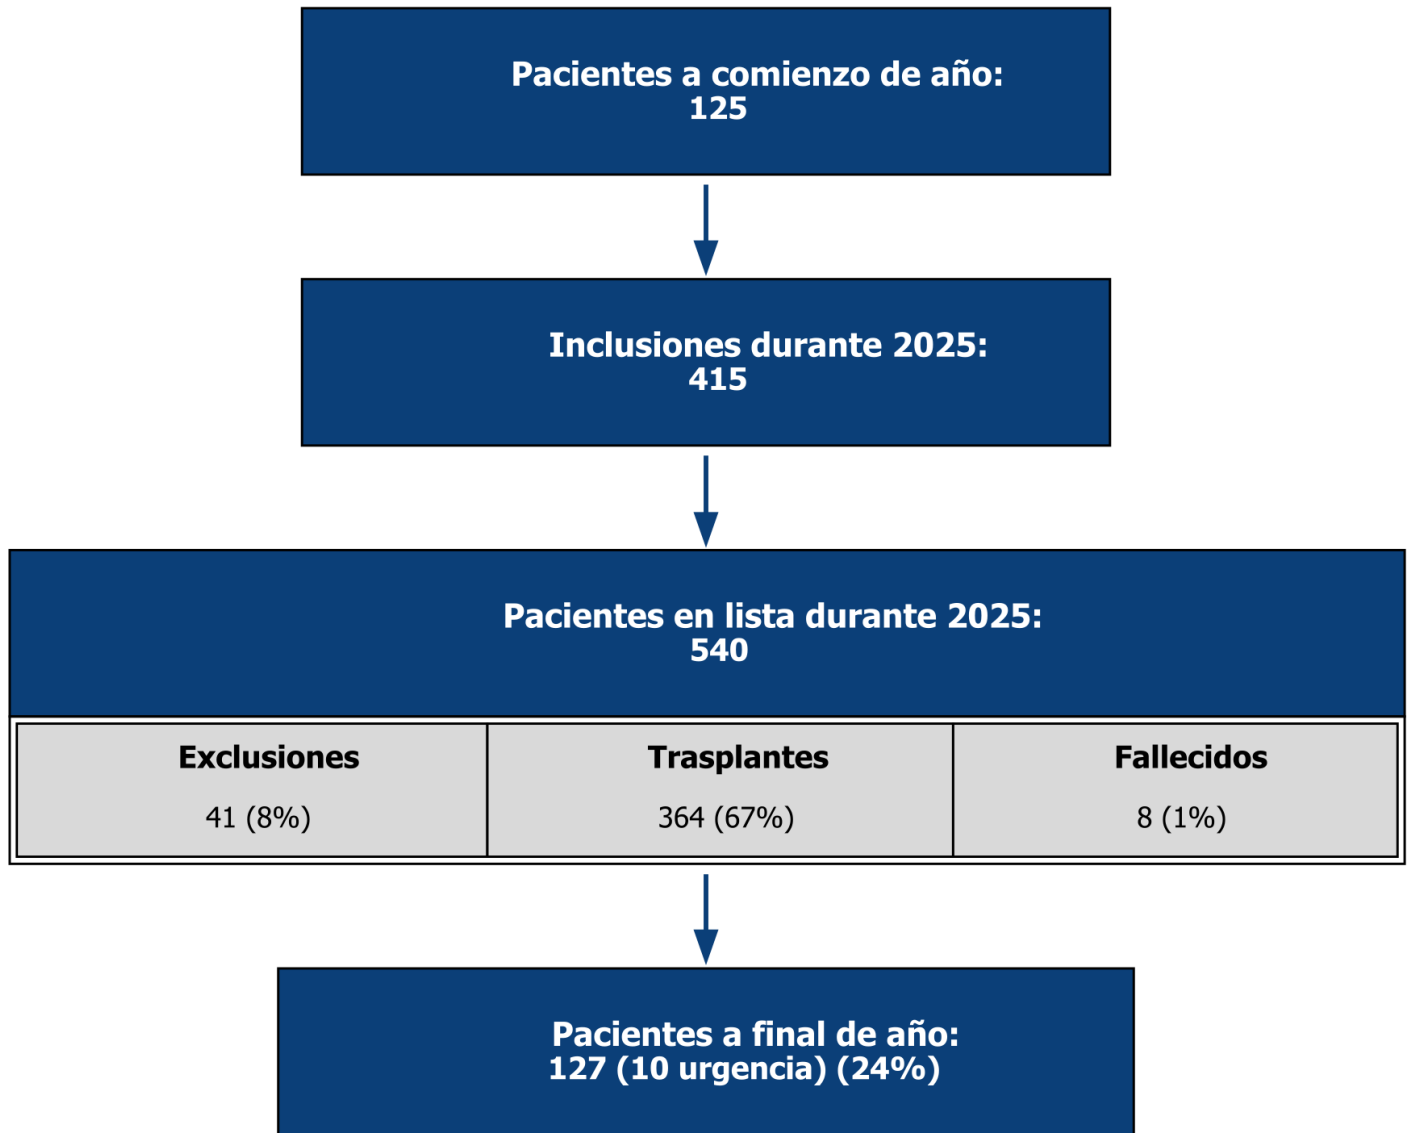 Pacientes a comienzo de año:
125
Inclusiones durante 2025:
415
Pacientes en lista durante 2025:
540
Exclusiones
Trasplantes
Fallecidos
41 (8%)
364 (67%)
8 (1%)
Pacientes a final de año:
127 (10 urgencia) (24%)